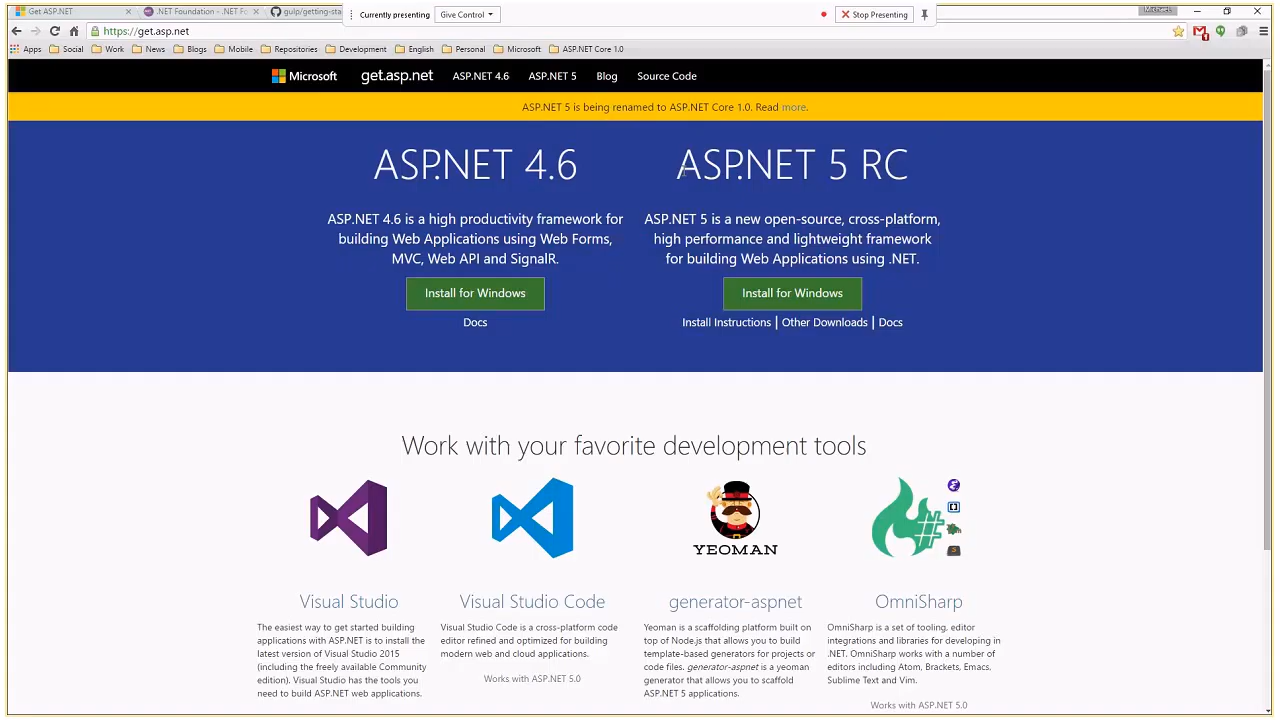 Get ASP.NET
.NET Foundation - .NET Fo
gulp/getting-sta
Currently presenting
Give Control
Stop Presenting
https://get.asp.net
Apps
Social
Work
News
Blogs
Mobile
Repositories
Development
English
Personal
Microsoft
ASP.NET Core 1.0
Microsoft
get.asp.net
ASP.NET 4.6
ASP.NET 5
Blog
Source Code
ASP.NET 5 is being renamed to ASP.NET Core 1.0. Read more.
ASP.NET 4.6
ASP.NET 4.6 is a high productivity framework for
building Web Applications using Web Forms,
MVC, Web API and SignalR.
Install for Windows
Docs
ASP.NET 5 RC
ASP.NET 5 is a new open-source, cross-platform,
high performance and lightweight framework
for building Web Applications using .NET.
Install for Windows
Install Instructions | Other Downloads | Docs
Work with your favorite development tools
YEOMAN
Visual Studio
The easiest way to get started building
applications with ASP.NET is to install the
latest version of Visual Studio 2015
(including the freely available Community
edition). Visual Studio has the tools you
need to build ASP.NET web applications.
Visual Studio Code
Visual Studio Code is a cross-platform code
editor refined and optimized for building
modern web and cloud applications.
Works with ASP.NET 5.0
generator-aspnet
Yeoman is a scaffolding platform built on
top of Node.js that allows you to build
template-based generators for projects or
code files. generator-aspnet is a yeoman
generator that allows you to scaffold
ASP.NET 5 applications.
OmniSharp
OmniSharp is a set of tooling, editor
integrations and libraries for developing in
.NET. OmniSharp works with a number of
editors including Atom, Brackets, Emacs,
Sublime Text and Vim.
Works with ASP.NET 5.0